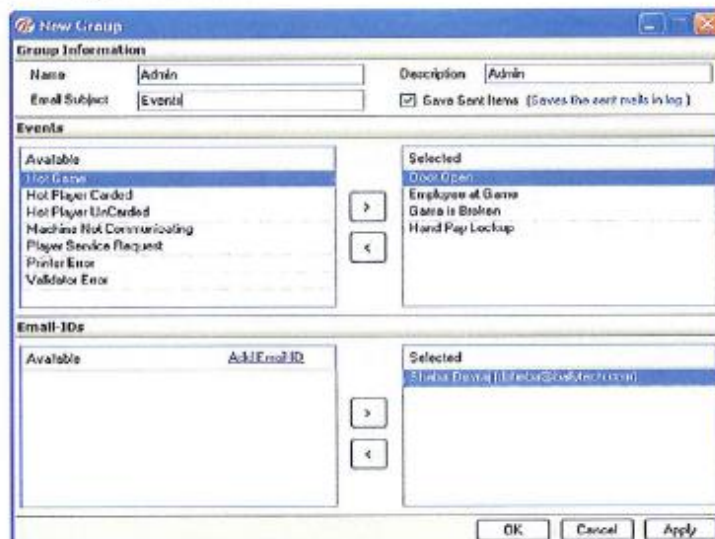 New Group
Group Information
Name Admin Description Admin
Email Subject Events Save Sent Items (Saves the sent mails in log)
Events
Available Selected
Hot Game Door Open
Hot Player Carded Employee at Game
Hot Player UnCarded Game is Broken
Machine Not Communicating Hand Pay Lockup
Player Service Request
Printer Error
Validator Error
> 
<
Email-IDs
Available Add Email ID Selected
Sheba
>
<
OK Cancel Apply